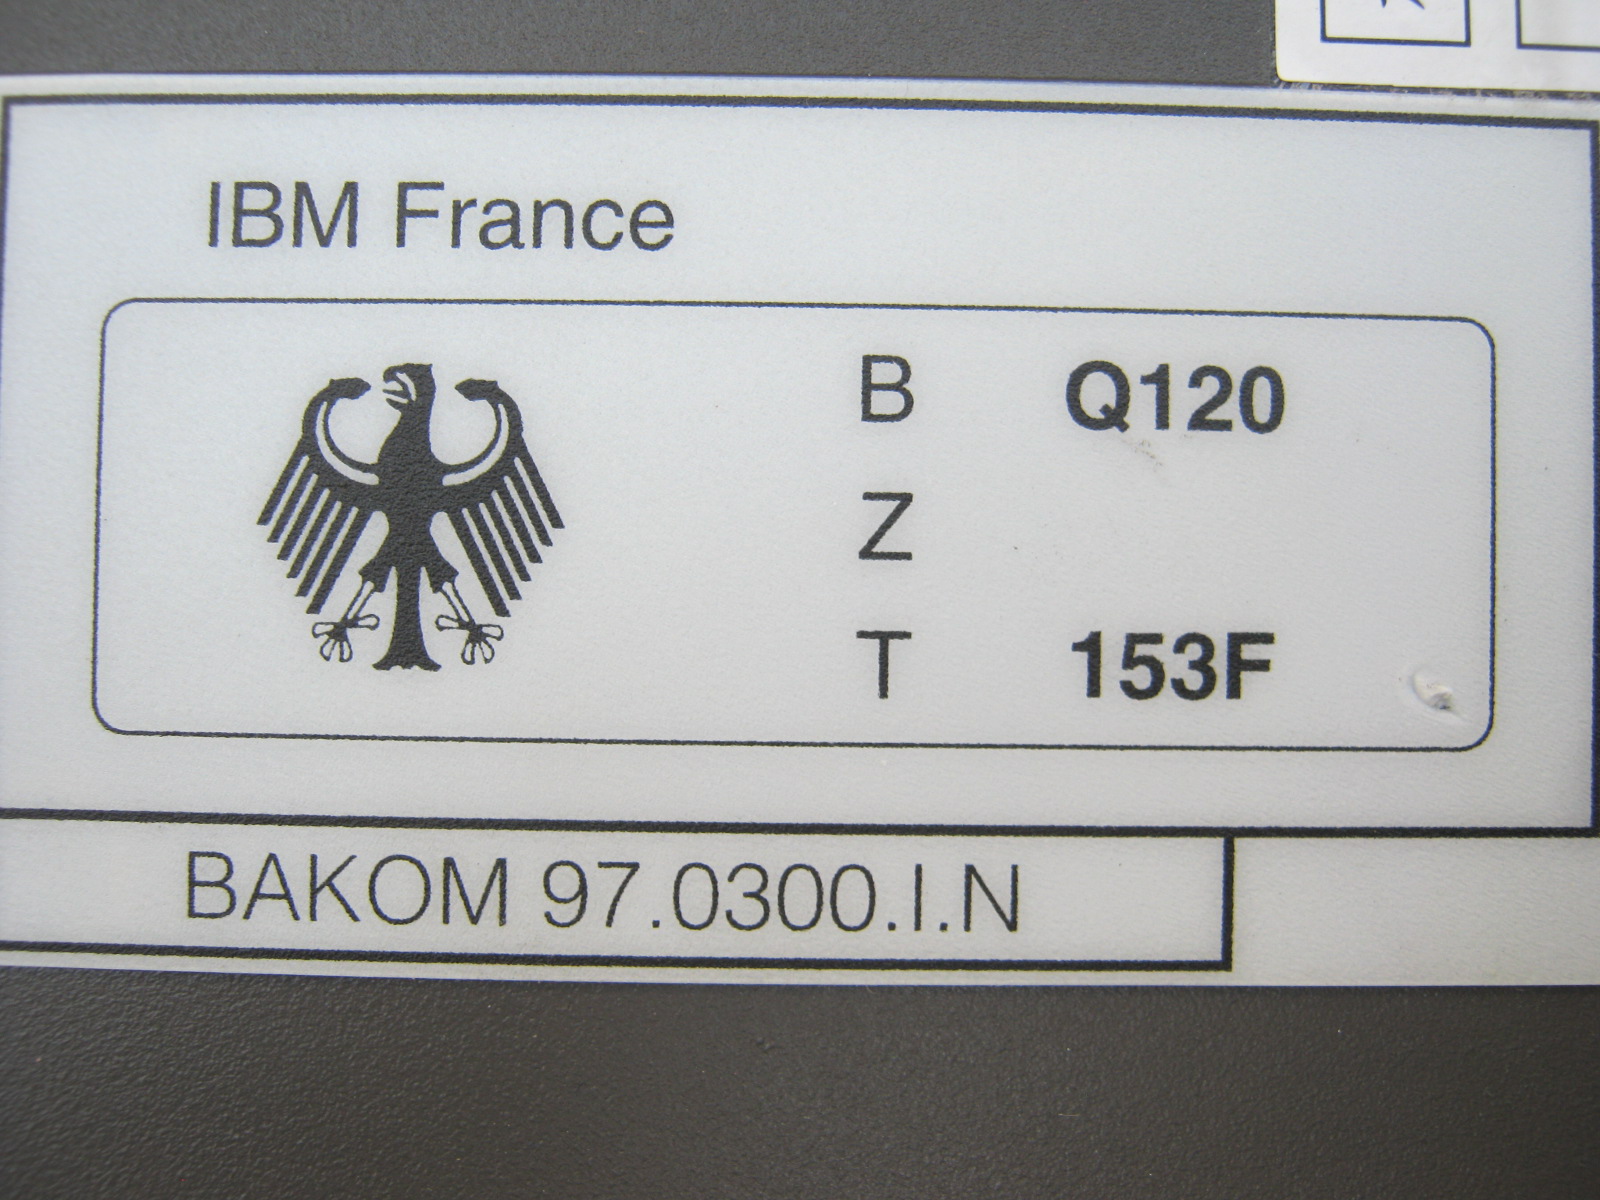 IBM France
B Q120
Z
T 153F
BAKOM 97.0300.I.N